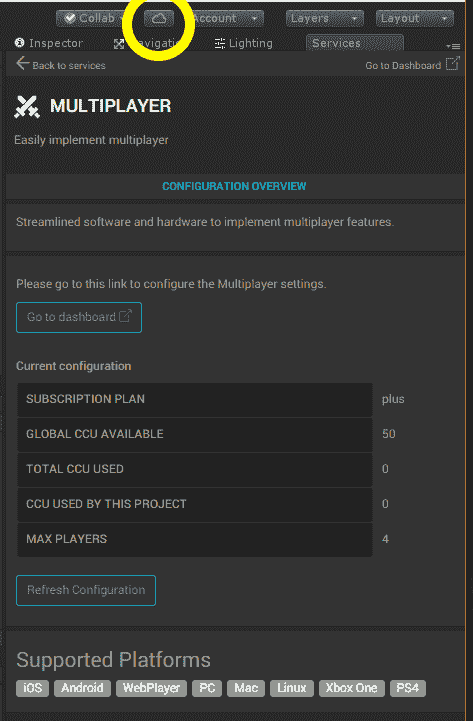 Collab Account Layers Layout
Inspector Navigation Lighting Services
Back to services Go to Dashboard
MULTIPLAYER
Easily implement multiplayer
CONFIGURATION OVERVIEW
Streamlined software and hardware to implement multiplayer features.
Please go to this link to configure the Multiplayer settings.
Go to dashboard
Current configuration
SUBSCRIPTION PLAN plus
GLOBAL CCU AVAILABLE 50
TOTAL CCU USED 0
CCU USED BY THIS PROJECT 0
MAX PLAYERS 4
Refresh Configuration
Supported Platforms
iOS Android WebPlayer PC Mac Linux Xbox One PS4